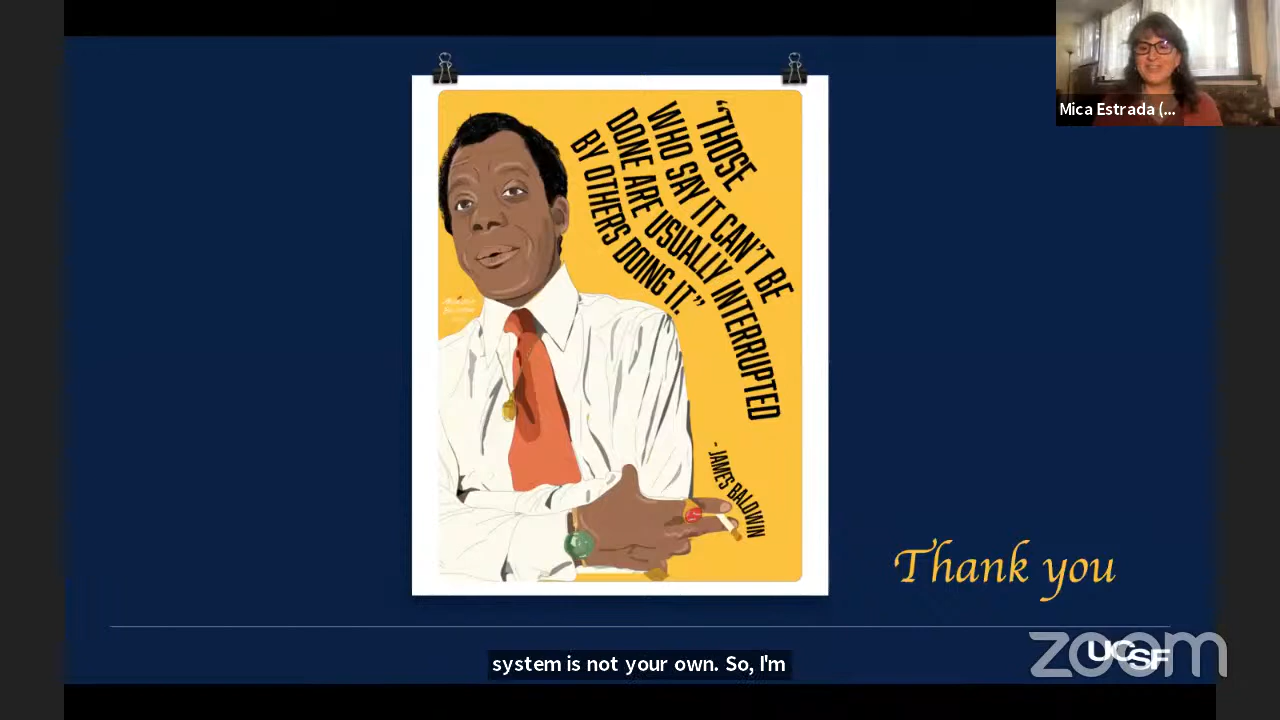 Mica Estrada (...
“THOSE
WHO SAY IT CAN'T BE
DONE ARE USUALLY INTERRUPTED
BY OTHERS DOING IT.”
- JAMES BALDWIN
Thank you
system is not your own. So, I'm
UCSF
zoom